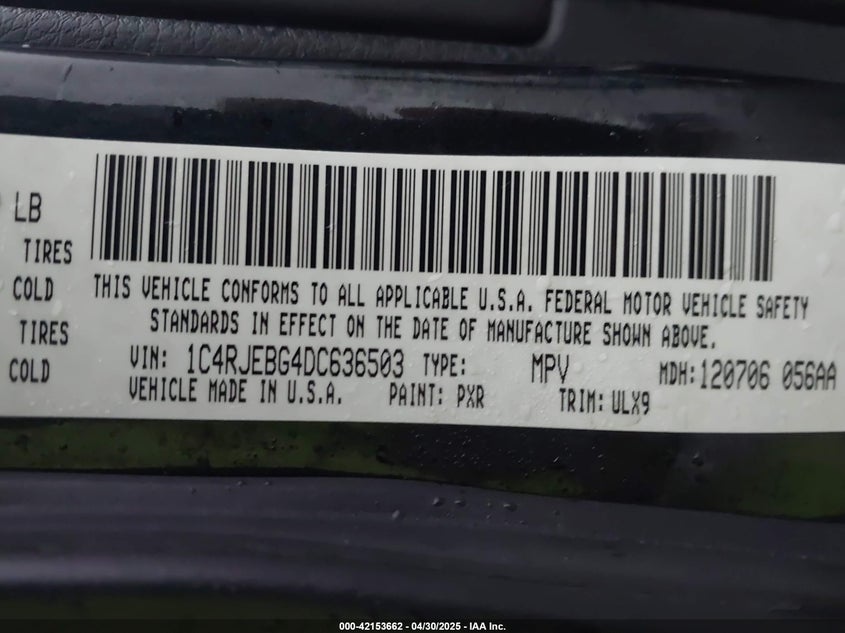 LB
TIRES
COLD THIS VEHICLE CONFORMS TO ALL APPLICABLE U.S.A. FEDERAL MOTOR VEHICLE SAFETY
TIRES STANDARDS IN EFFECT ON THE DATE OF MANUFACTURE SHOWN ABOVE.
COLD VIN: 1C4RJEBG4DC636503 TYPE: MPV MDH:120706 056AA
VEHICLE MADE IN U.S.A. PAINT: PXR TRIM: ULX9
000-42153662 - 04/30/2025 - IAA Inc.